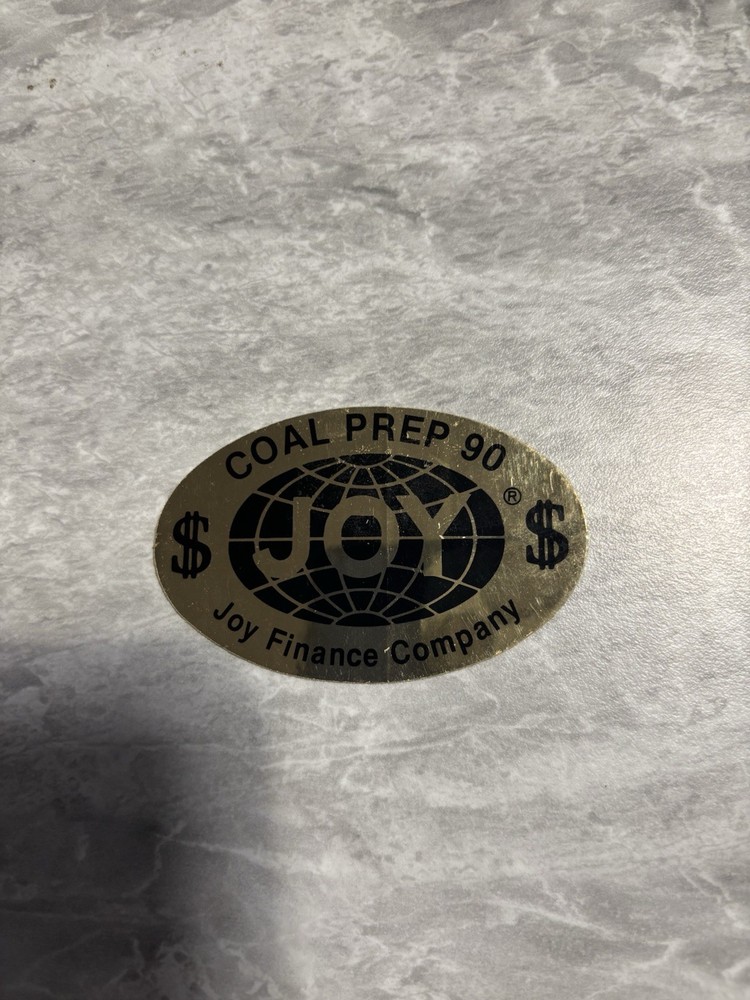 COAL PREP 90
$ JOY ® $
Joy Finance Company